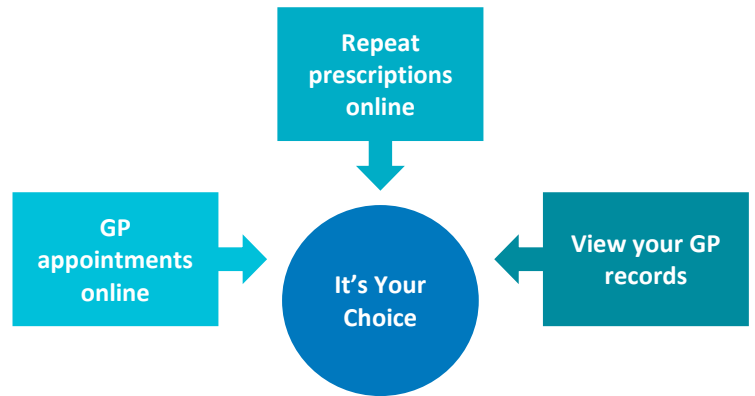 Repeat
prescriptions
online
GP
appointments
online
It’s Your
Choice
View your GP
records